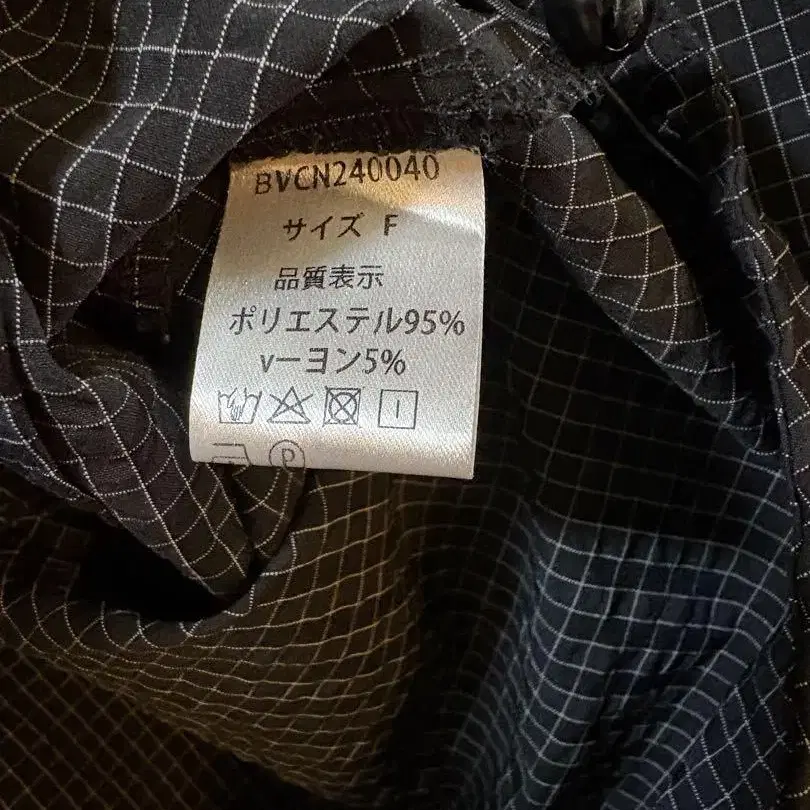 BVCN240040
サイズ F
品質表示
ポリエステル95%
vーヨン5%
P